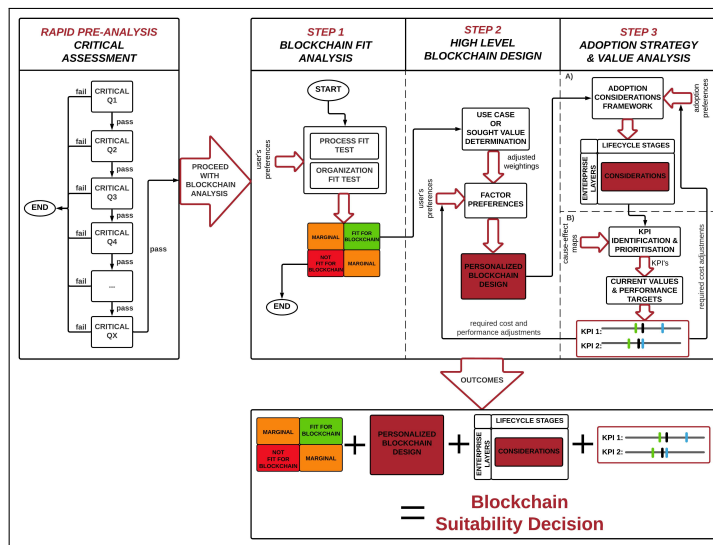 RAPID PRE-ANALYSIS
CRITICAL
ASSESSMENT
fail
CRITICAL
Q1
pass
fail
CRITICAL
Q2
pass
fail
CRITICAL
Q3
END
pass
fail
CRITICAL
Q4
pass
fail
...
pass
fail
CRITICAL
QX
pass
PROCEED
WITH
BLOCKCHAIN
ANALYSIS
STEP 1
BLOCKCHAIN FIT
ANALYSIS
START
user's
preferences
PROCESS FIT
TEST
ORGANIZATION
FIT TEST
MARGINAL
FIT FOR
BLOCKCHAIN
NOT
FIT FOR
BLOCKCHAIN
MARGINAL
END
STEP 2
HIGH LEVEL
BLOCKCHAIN DESIGN
USE CASE
OR
SOUGHT VALUE
DETERMINATION
adjusted
weightings
user's
preferences
FACTOR
PREFERENCES
PERSONALIZED
BLOCKCHAIN
DESIGN
required cost and
performance adjustments
STEP 3
ADOPTION STRATEGY
& VALUE ANALYSIS
A)
ADOPTION
CONSIDERATIONS
FRAMEWORK
adoption
preferences
LIFECYCLE STAGES
ENTERPRISE
LAYERS
CONSIDERATIONS
B)
cause-effect
maps
KPI
IDENTIFICATION &
PRIORITISATION
KPI's
CURRENT VALUES
& PERFORMANCE
TARGETS
required cost adjustments
KPI 1:
KPI 2:
OUTCOMES
MARGINAL
FIT FOR
BLOCKCHAIN
NOT
FIT FOR
BLOCKCHAIN
MARGINAL
+
PERSONALIZED
BLOCKCHAIN
DESIGN
+
LIFECYCLE STAGES
ENTERPRISE
LAYERS
CONSIDERATIONS
+
KPI 1:
KPI 2:
= Blockchain
Suitability Decision